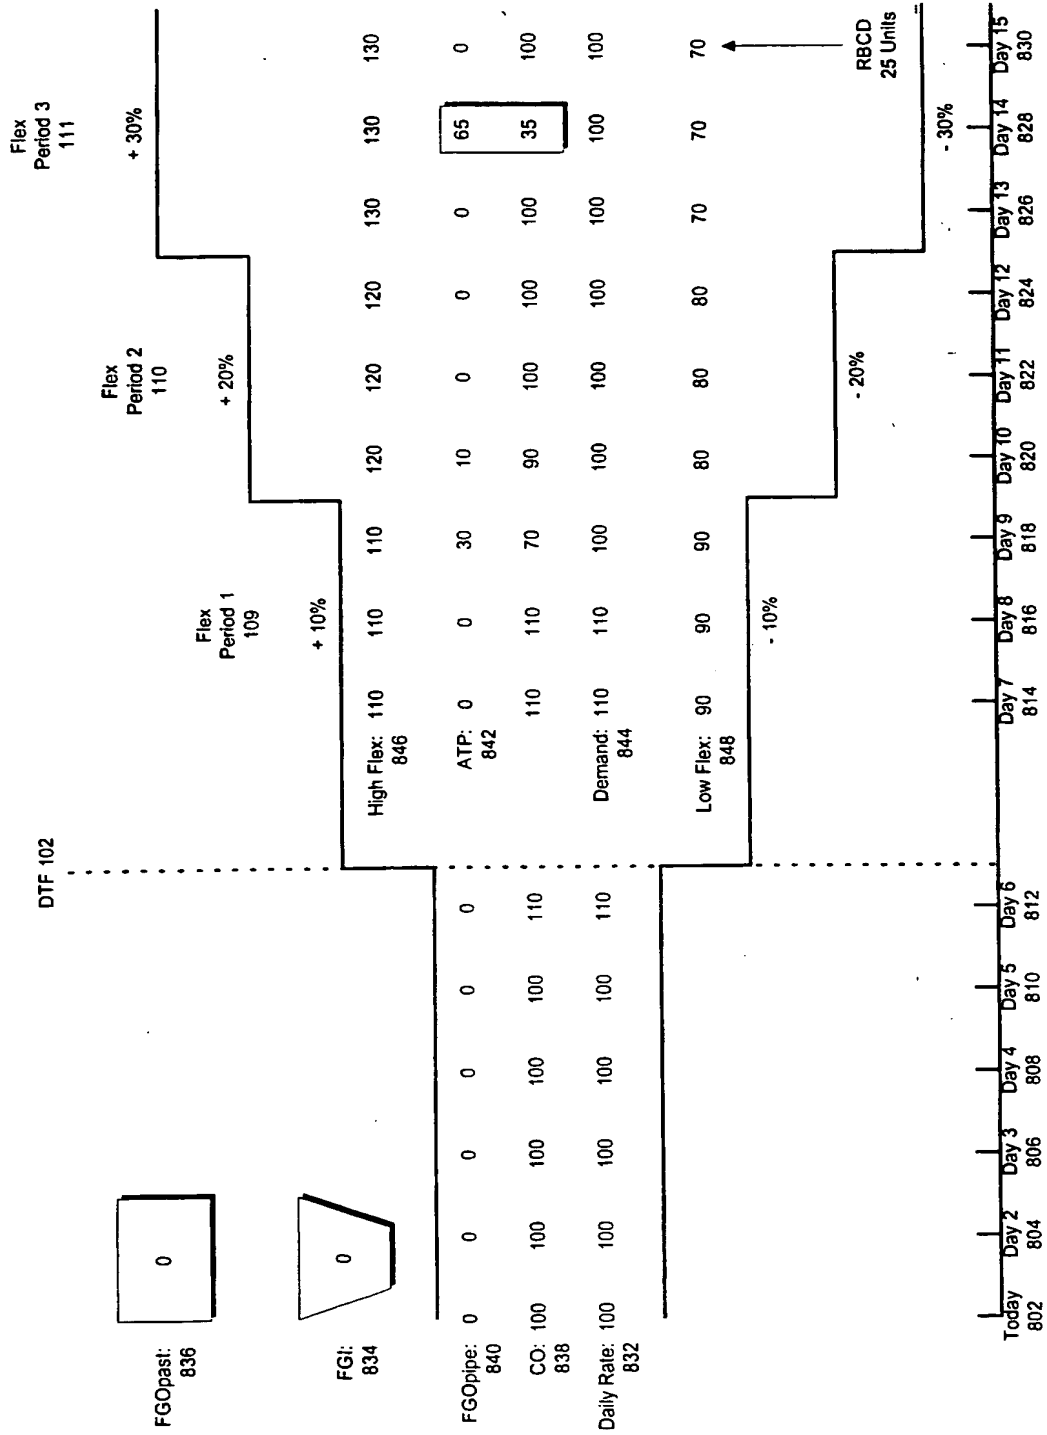 Flex
Period 3
111
+ 30%
Flex
Period 2
110
+ 20%
Flex
Period 1
109
+ 10%
DTF 102
FGOpast:
836
0
FGI:
834
0
High Flex: 110 110 110 120 120 120 130 130 130
846
FGOpipe: 0 0 0 0 0 0
840
ATP: 0 0 30 10 0 0 0 65 0
842
CO: 100 100 100 100 100 110 110 110 70 90 100 100 100 35 100
838
Daily Rate: 100 100 100 100 100 110
832
Demand: 110 110 100 100 100 100 100 100 100
844
Low Flex: 90 90 90 80 80 80 70 70 70
848
- 10%
- 20%
- 30%
RBCD
25 Units
Today Day 2 Day 3 Day 4 Day 5 Day 6 Day 7 Day 8 Day 9 Day 10 Day 11 Day 12 Day 13 Day 14 Day 15
802 804 806 808 810 812 814 816 818 820 822 824 826 828 830